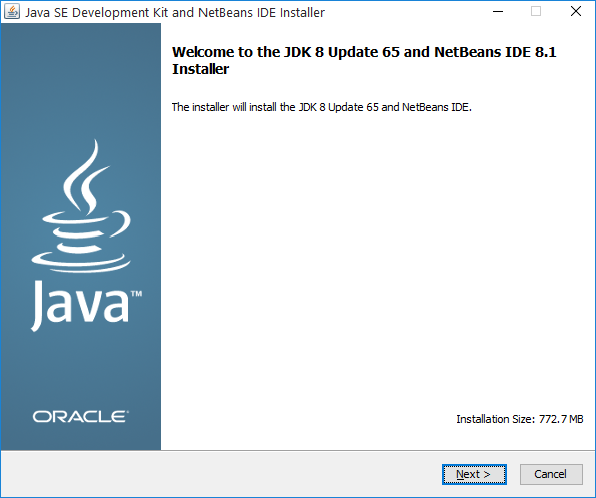 Java SE Development Kit and NetBeans IDE Installer
Welcome to the JDK 8 Update 65 and NetBeans IDE 8.1
Installer
The installer will install the JDK 8 Update 65 and NetBeans IDE.
Java™
ORACLE®
Installation Size: 772.7 MB
Next >
Cancel